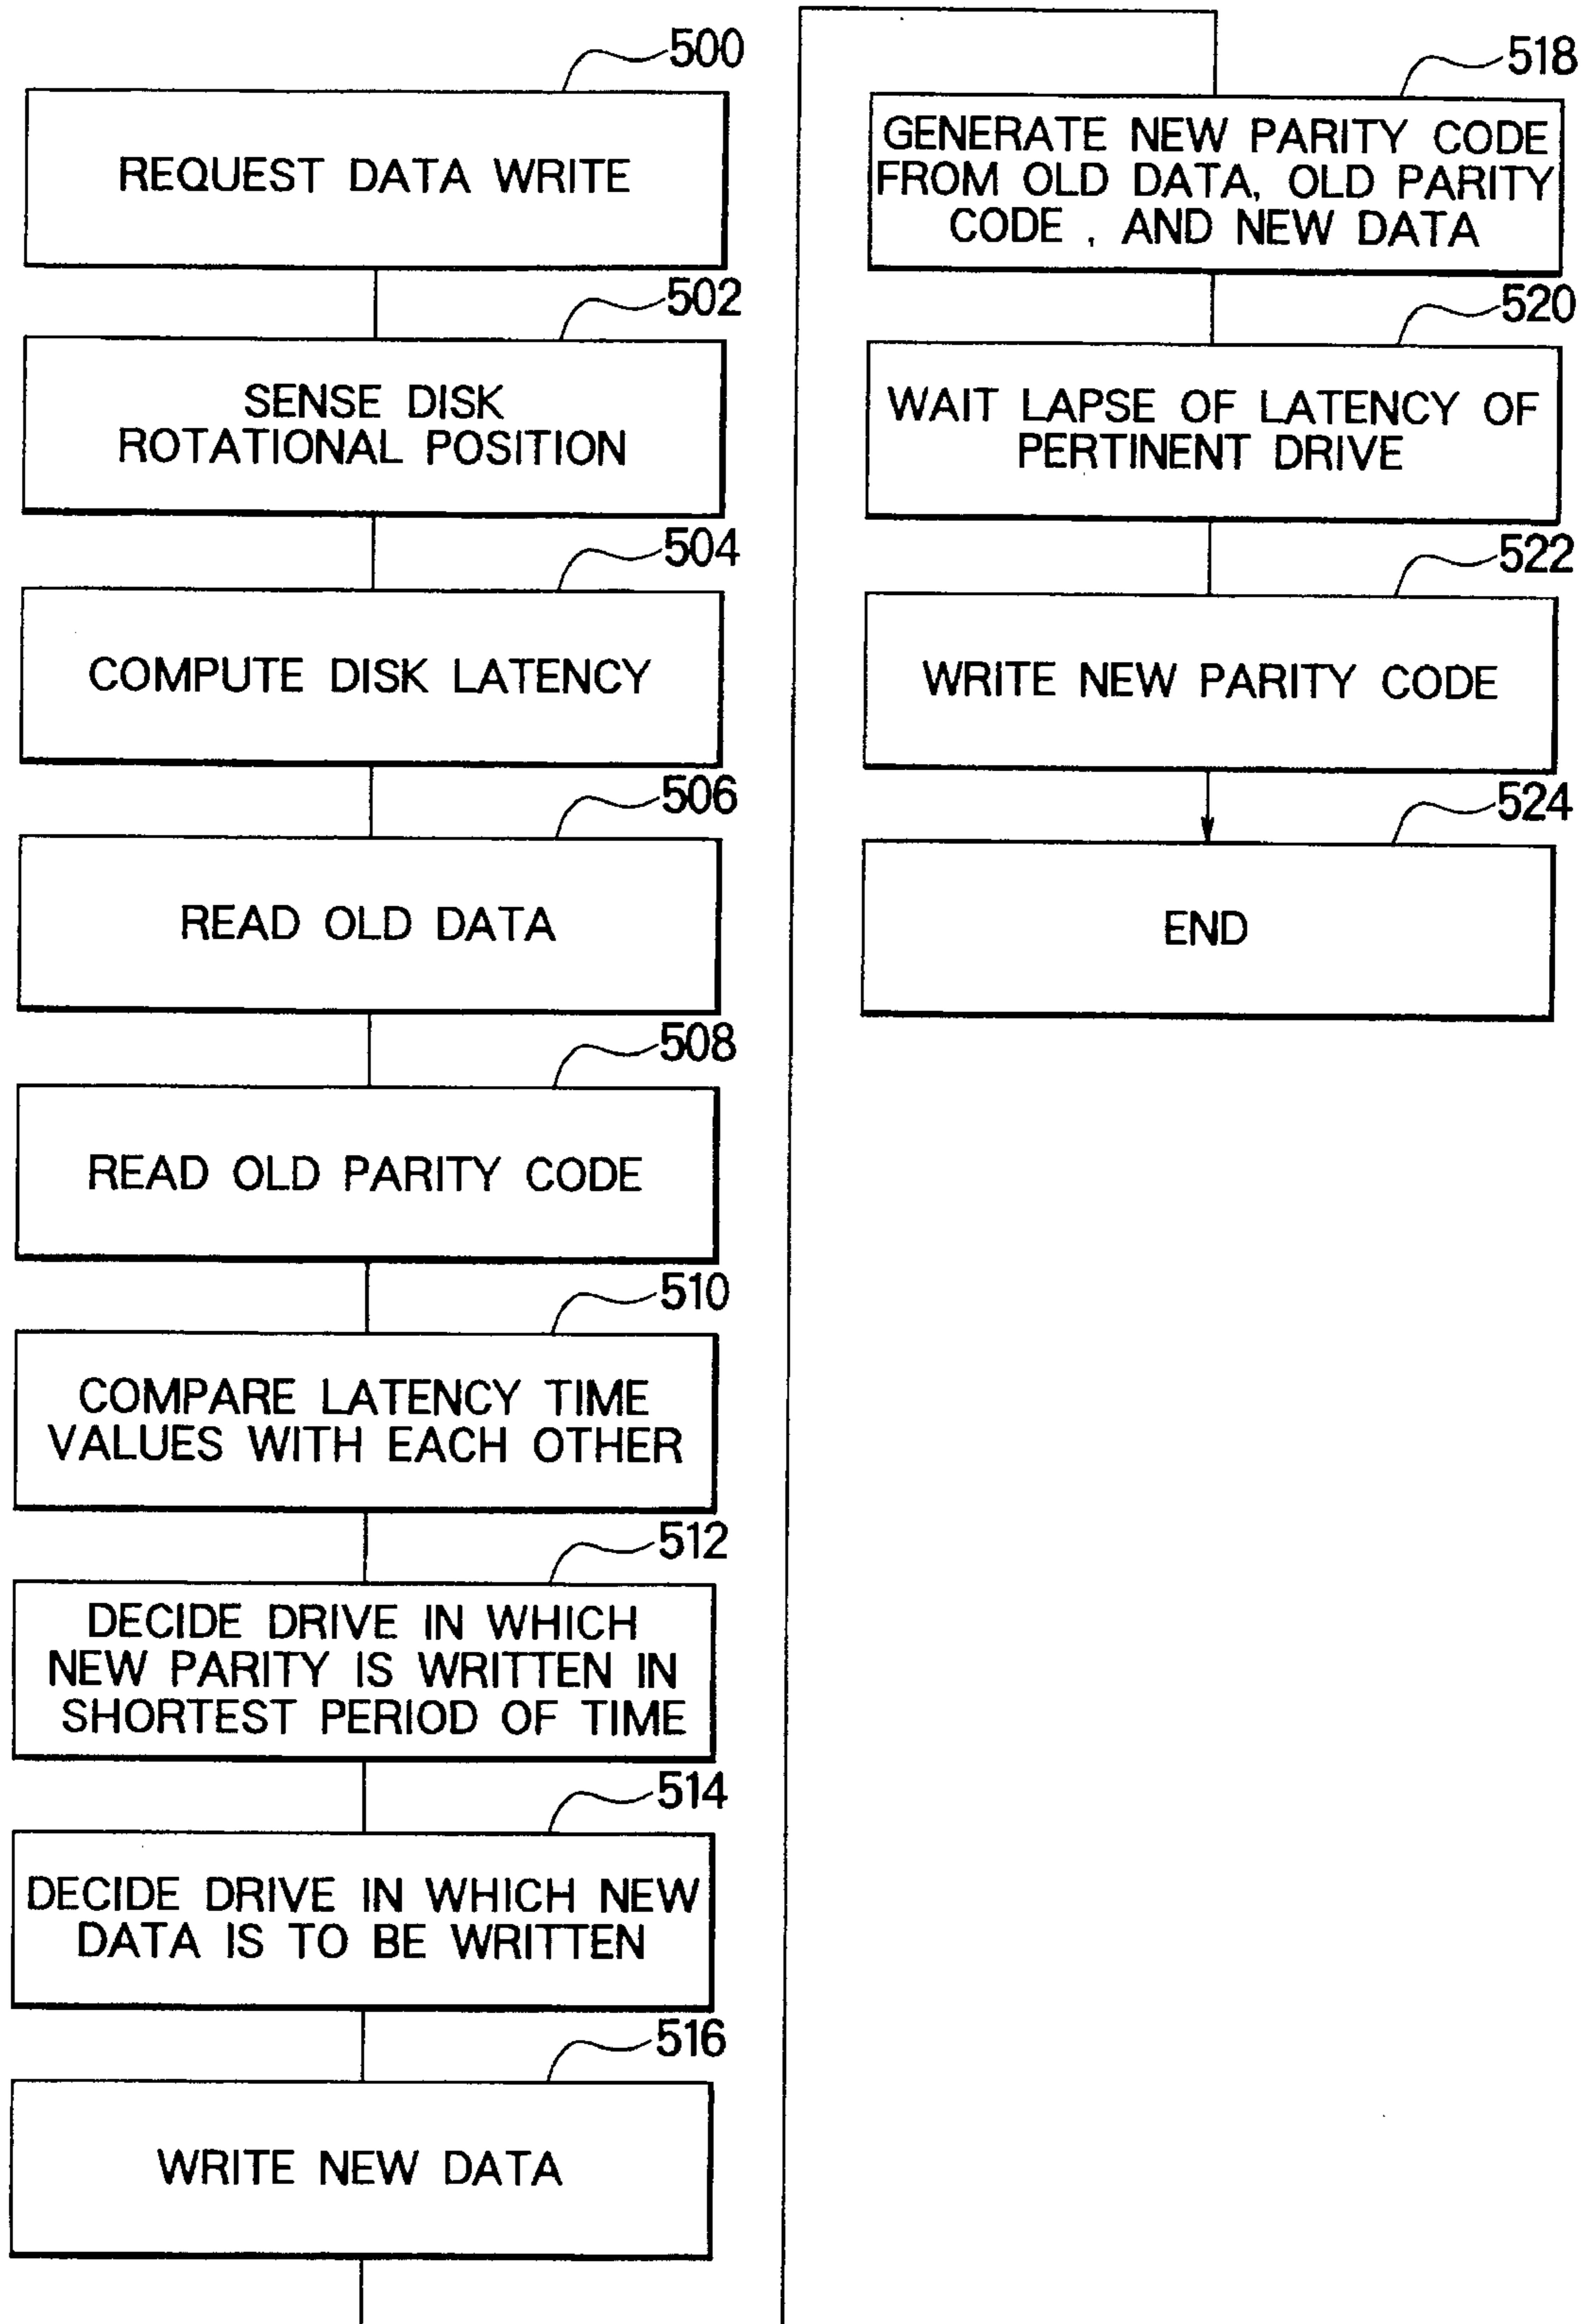 500
REQUEST DATA WRITE
502
SENSE DISK
ROTATIONAL POSITION
504
COMPUTE DISK LATENCY
506
READ OLD DATA
508
READ OLD PARITY CODE
510
COMPARE LATENCY TIME
VALUES WITH EACH OTHER
512
DECIDE DRIVE IN WHICH
NEW PARITY IS WRITTEN IN
SHORTEST PERIOD OF TIME
514
DECIDE DRIVE IN WHICH NEW
DATA IS TO BE WRITTEN
516
WRITE NEW DATA
518
GENERATE NEW PARITY CODE
FROM OLD DATA, OLD PARITY
CODE , AND NEW DATA
520
WAIT LAPSE OF LATENCY OF
PERTINENT DRIVE
522
WRITE NEW PARITY CODE
524
END